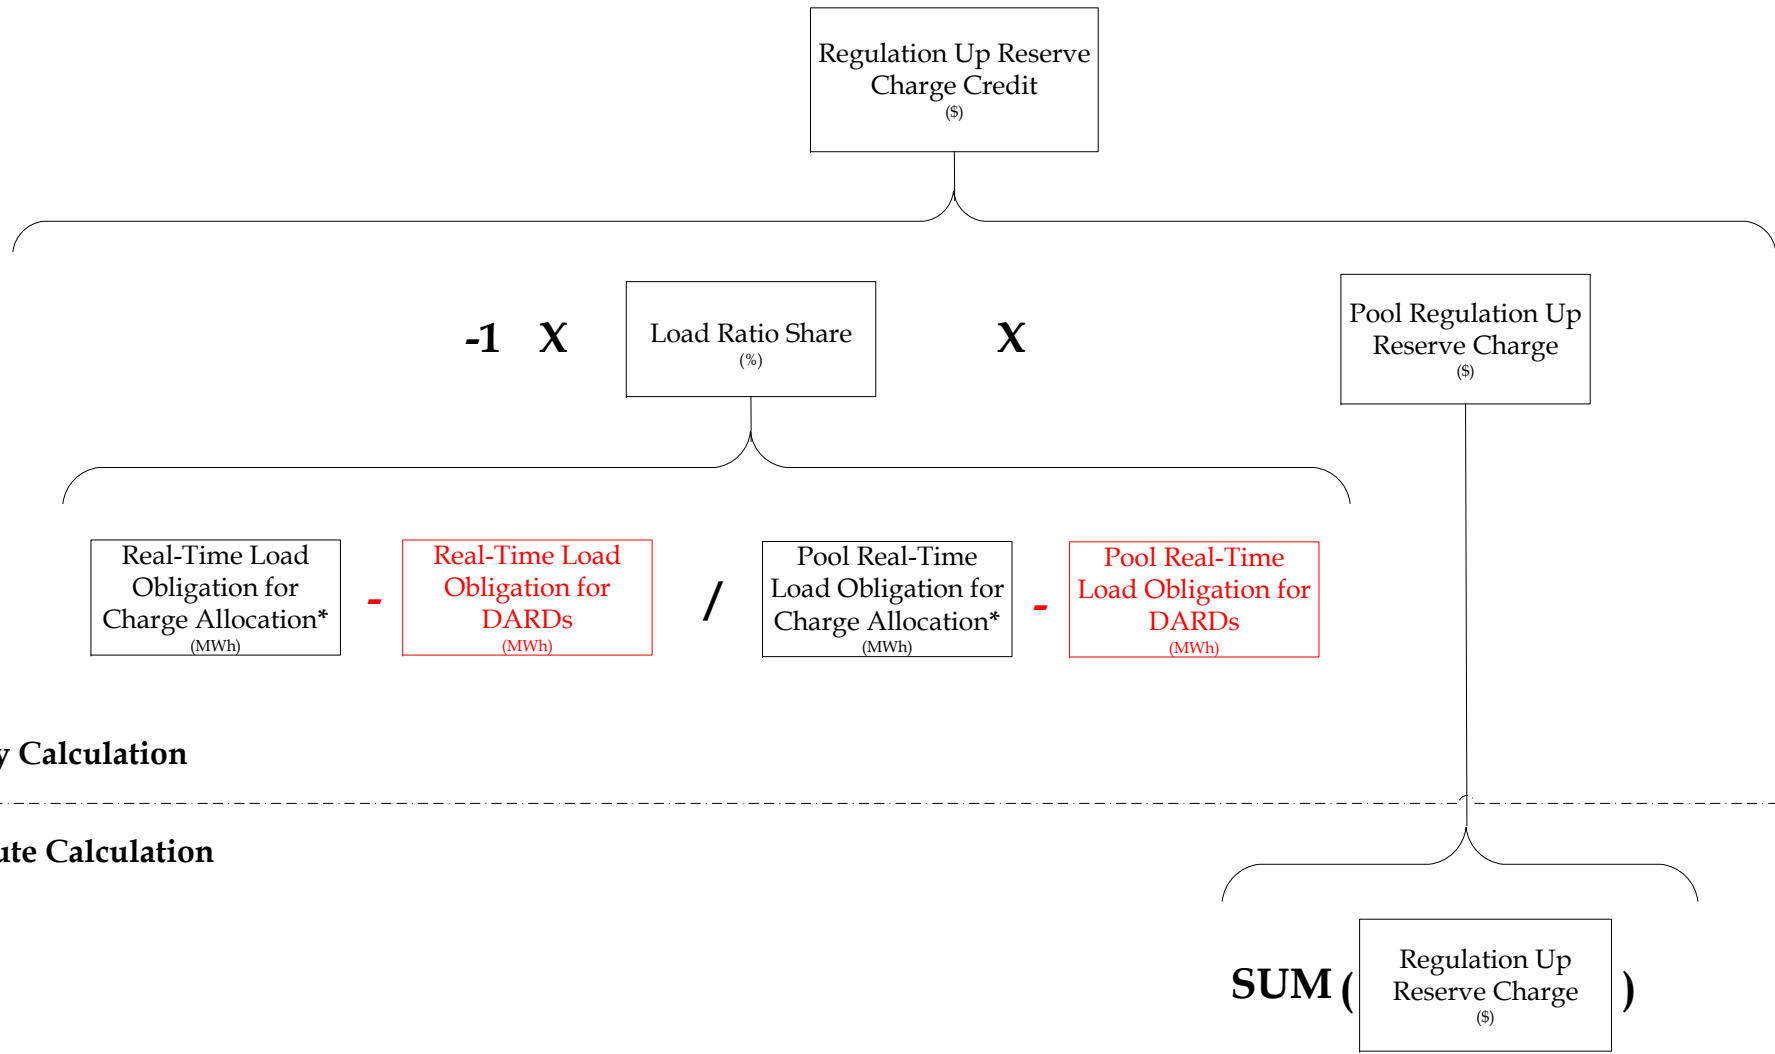 Regulation Up Reserve
Charge Credit
($)
-1 X
Load Ratio Share
(%)
X
Pool Regulation Up
Reserve Charge
($)
Real-Time Load
Obligation for
Charge Allocation*
(MWh)
-
Real-Time Load
Obligation for
DARDs
(MWh)
/
Pool Real-Time
Load Obligation for
Charge Allocation*
(MWh)
-
Pool Real-Time
Load Obligation for
DARDs
(MWh)
y Calculation
ute Calculation
SUM (
Regulation Up
Reserve Charge
($)
)